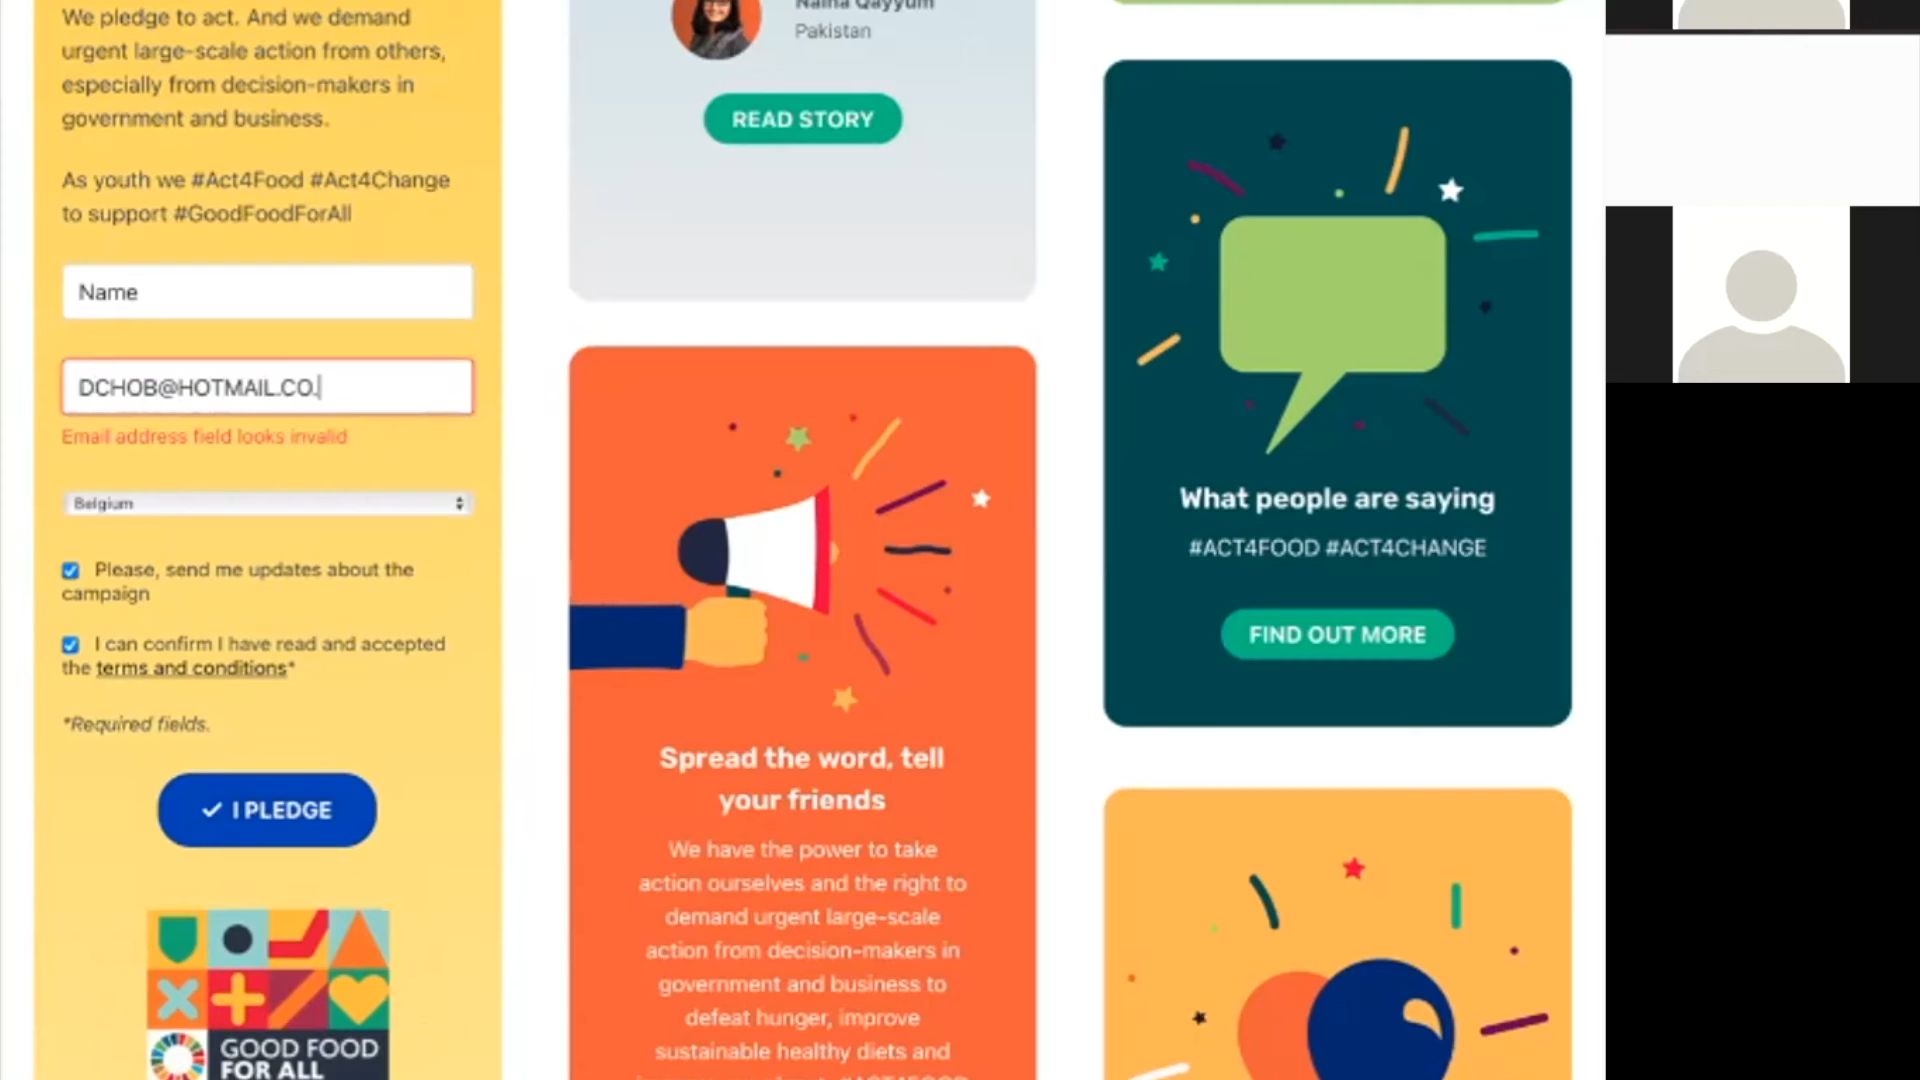 We pledge to act. And we demand
urgent large-scale action from others,
especially from decision-makers in
government and business.
As youth we #Act4Food #Act4Change
to support #GoodFoodForAll
Name
DCHOB@HOTMAIL.CO.
Email address field looks invalid
Belgium
Please, send me updates about the
campaign
I can confirm I have read and accepted
the terms and conditions*
*Required fields.
I PLEDGE
GOOD FOOD
FOR ALL
Naina Qayyum
Pakistan
READ STORY
Spread the word, tell
your friends
We have the power to take
action ourselves and the right to
demand urgent large-scale
action from decision-makers in
government and business to
defeat hunger, improve
sustainable healthy diets and
What people are saying
#ACT4FOOD #ACT4CHANGE
FIND OUT MORE